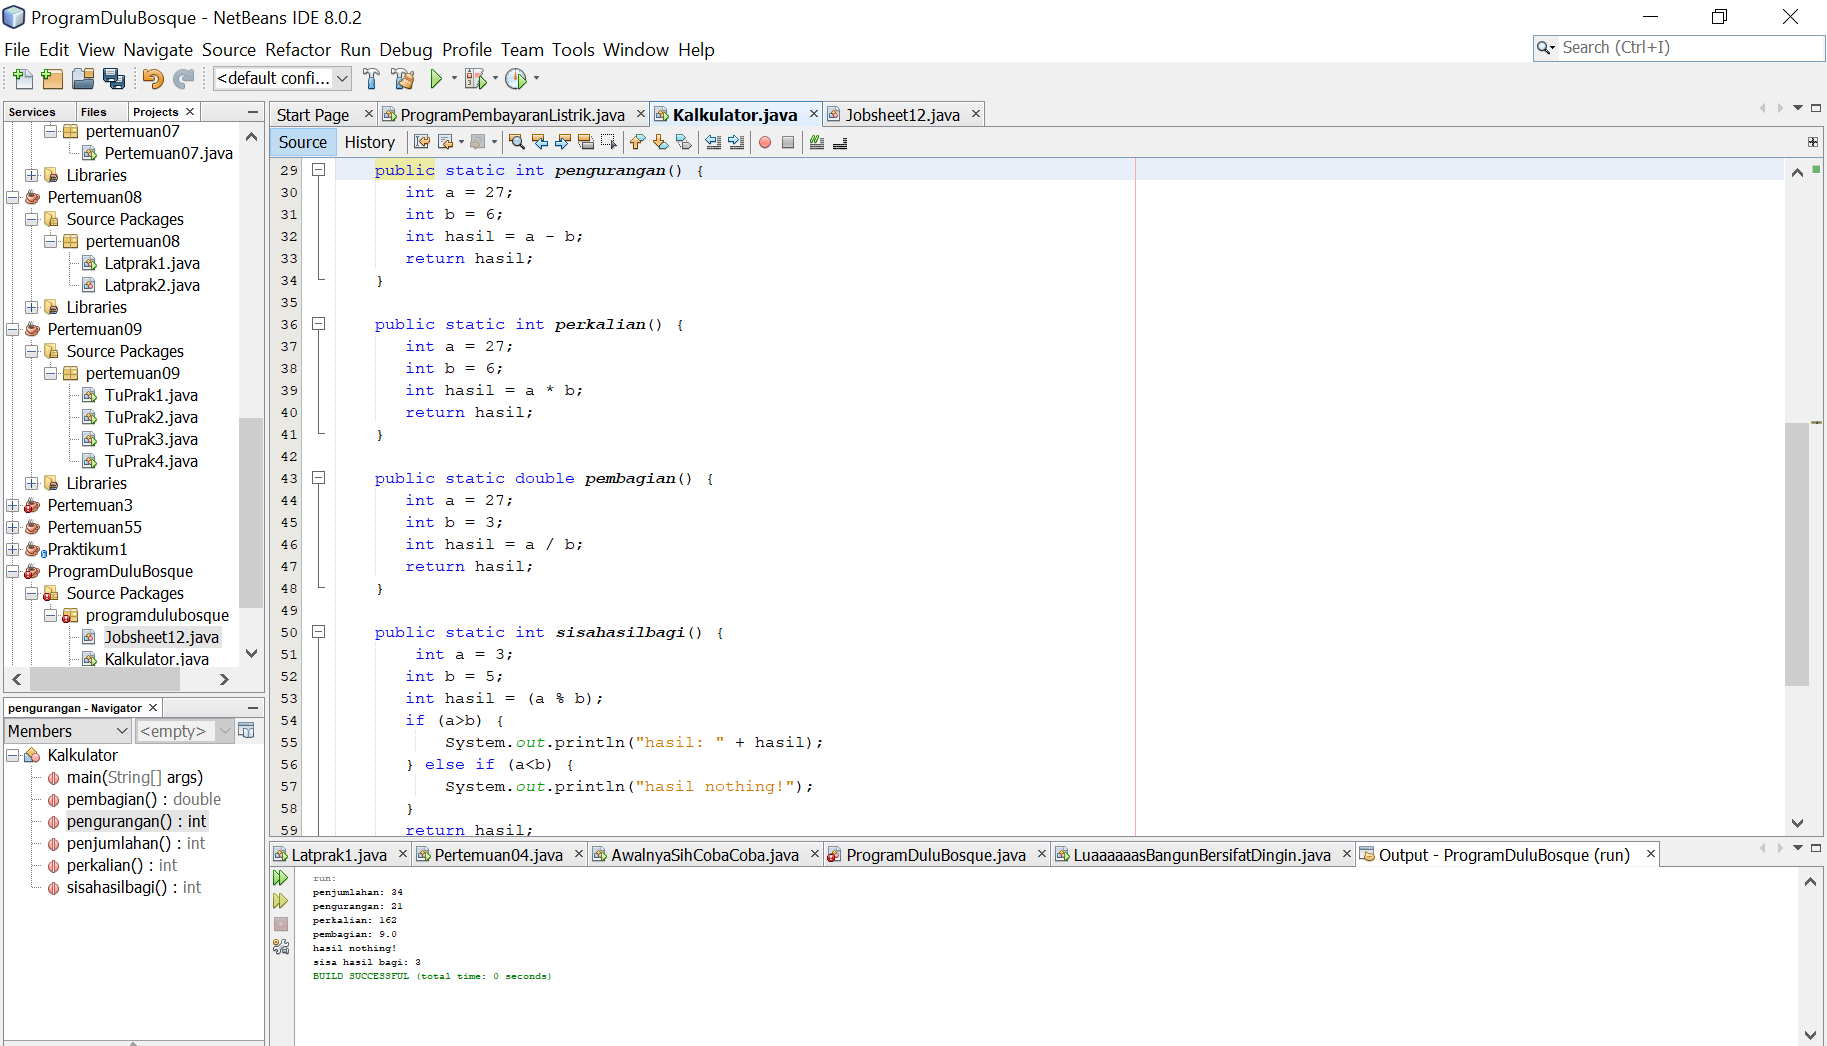 ProgramDuluBosque - NetBeans IDE 8.0.2
File Edit View Navigate Source Refactor Run Debug Profile Team Tools Window Help
Search (Ctrl+I)
<default confi...
Services Files Projects
pertemuan07
Pertemuan07.java
Libraries
Pertemuan08
Source Packages
pertemuan08
Latprak1.java
Latprak2.java
Libraries
Pertemuan09
Source Packages
pertemuan09
TuPrak1.java
TuPrak2.java
TuPrak3.java
TuPrak4.java
Libraries
Pertemuan3
Pertemuan55
Praktikum1
ProgramDuluBosque
Source Packages
programdulubosque
Jobsheet12.java
Kalkulator.java
pengurangan - Navigator
Members <empty>
Kalkulator
main(String[] args)
pembagian() : double
pengurangan() : int
penjumlahan() : int
perkalian() : int
sisahasilbagi() : int
Start Page ProgramPembayaranListrik.java Kalkulator.java Jobsheet12.java
Source History
29 public static int pengurangan() {
30 int a = 27;
31 int b = 6;
32 int hasil = a - b;
33 return hasil;
34 }
35
36 public static int perkalian() {
37 int a = 27;
38 int b = 6;
39 int hasil = a * b;
40 return hasil;
41 }
42
43 public static double pembagian() {
44 int a = 27;
45 int b = 3;
46 int hasil = a / b;
47 return hasil;
48 }
49
50 public static int sisahasilbagi() {
51 int a = 3;
52 int b = 5;
53 int hasil = (a % b);
54 if (a>b) {
55 System.out.println("hasil: " + hasil);
56 } else if (a<b) {
57 System.out.println("hasil nothing!");
58 }
59 return hasil;
Latprak1.java Pertemuan04.java AwalnyaSihCobaCoba.java ProgramDuluBosque.java LuaaaaaasBangunBersifatDingin.java Output - ProgramDuluBosque (run)
run:
penjumlahan: 34
pengurangan: 21
perkalian: 162
pembagian: 9.0
hasil nothing!
sisa hasil bagi: 3
BUILD SUCCESSFUL (total time: 0 seconds)